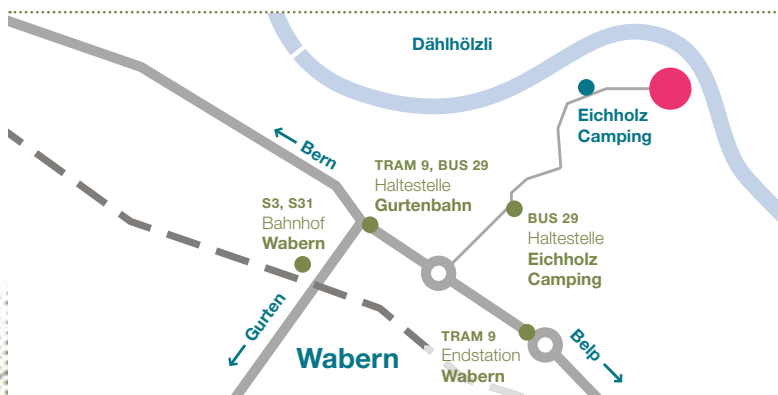 Dählhölzli
Eichholz
Camping
← Bern
TRAM 9, BUS 29
Haltestelle
Gurtenbahn
S3, S31
Bahnhof
Wabern
BUS 29
Haltestelle
Eichholz
Camping
← Gurten
Wabern
TRAM 9
Endstation
Wabern
Belp →